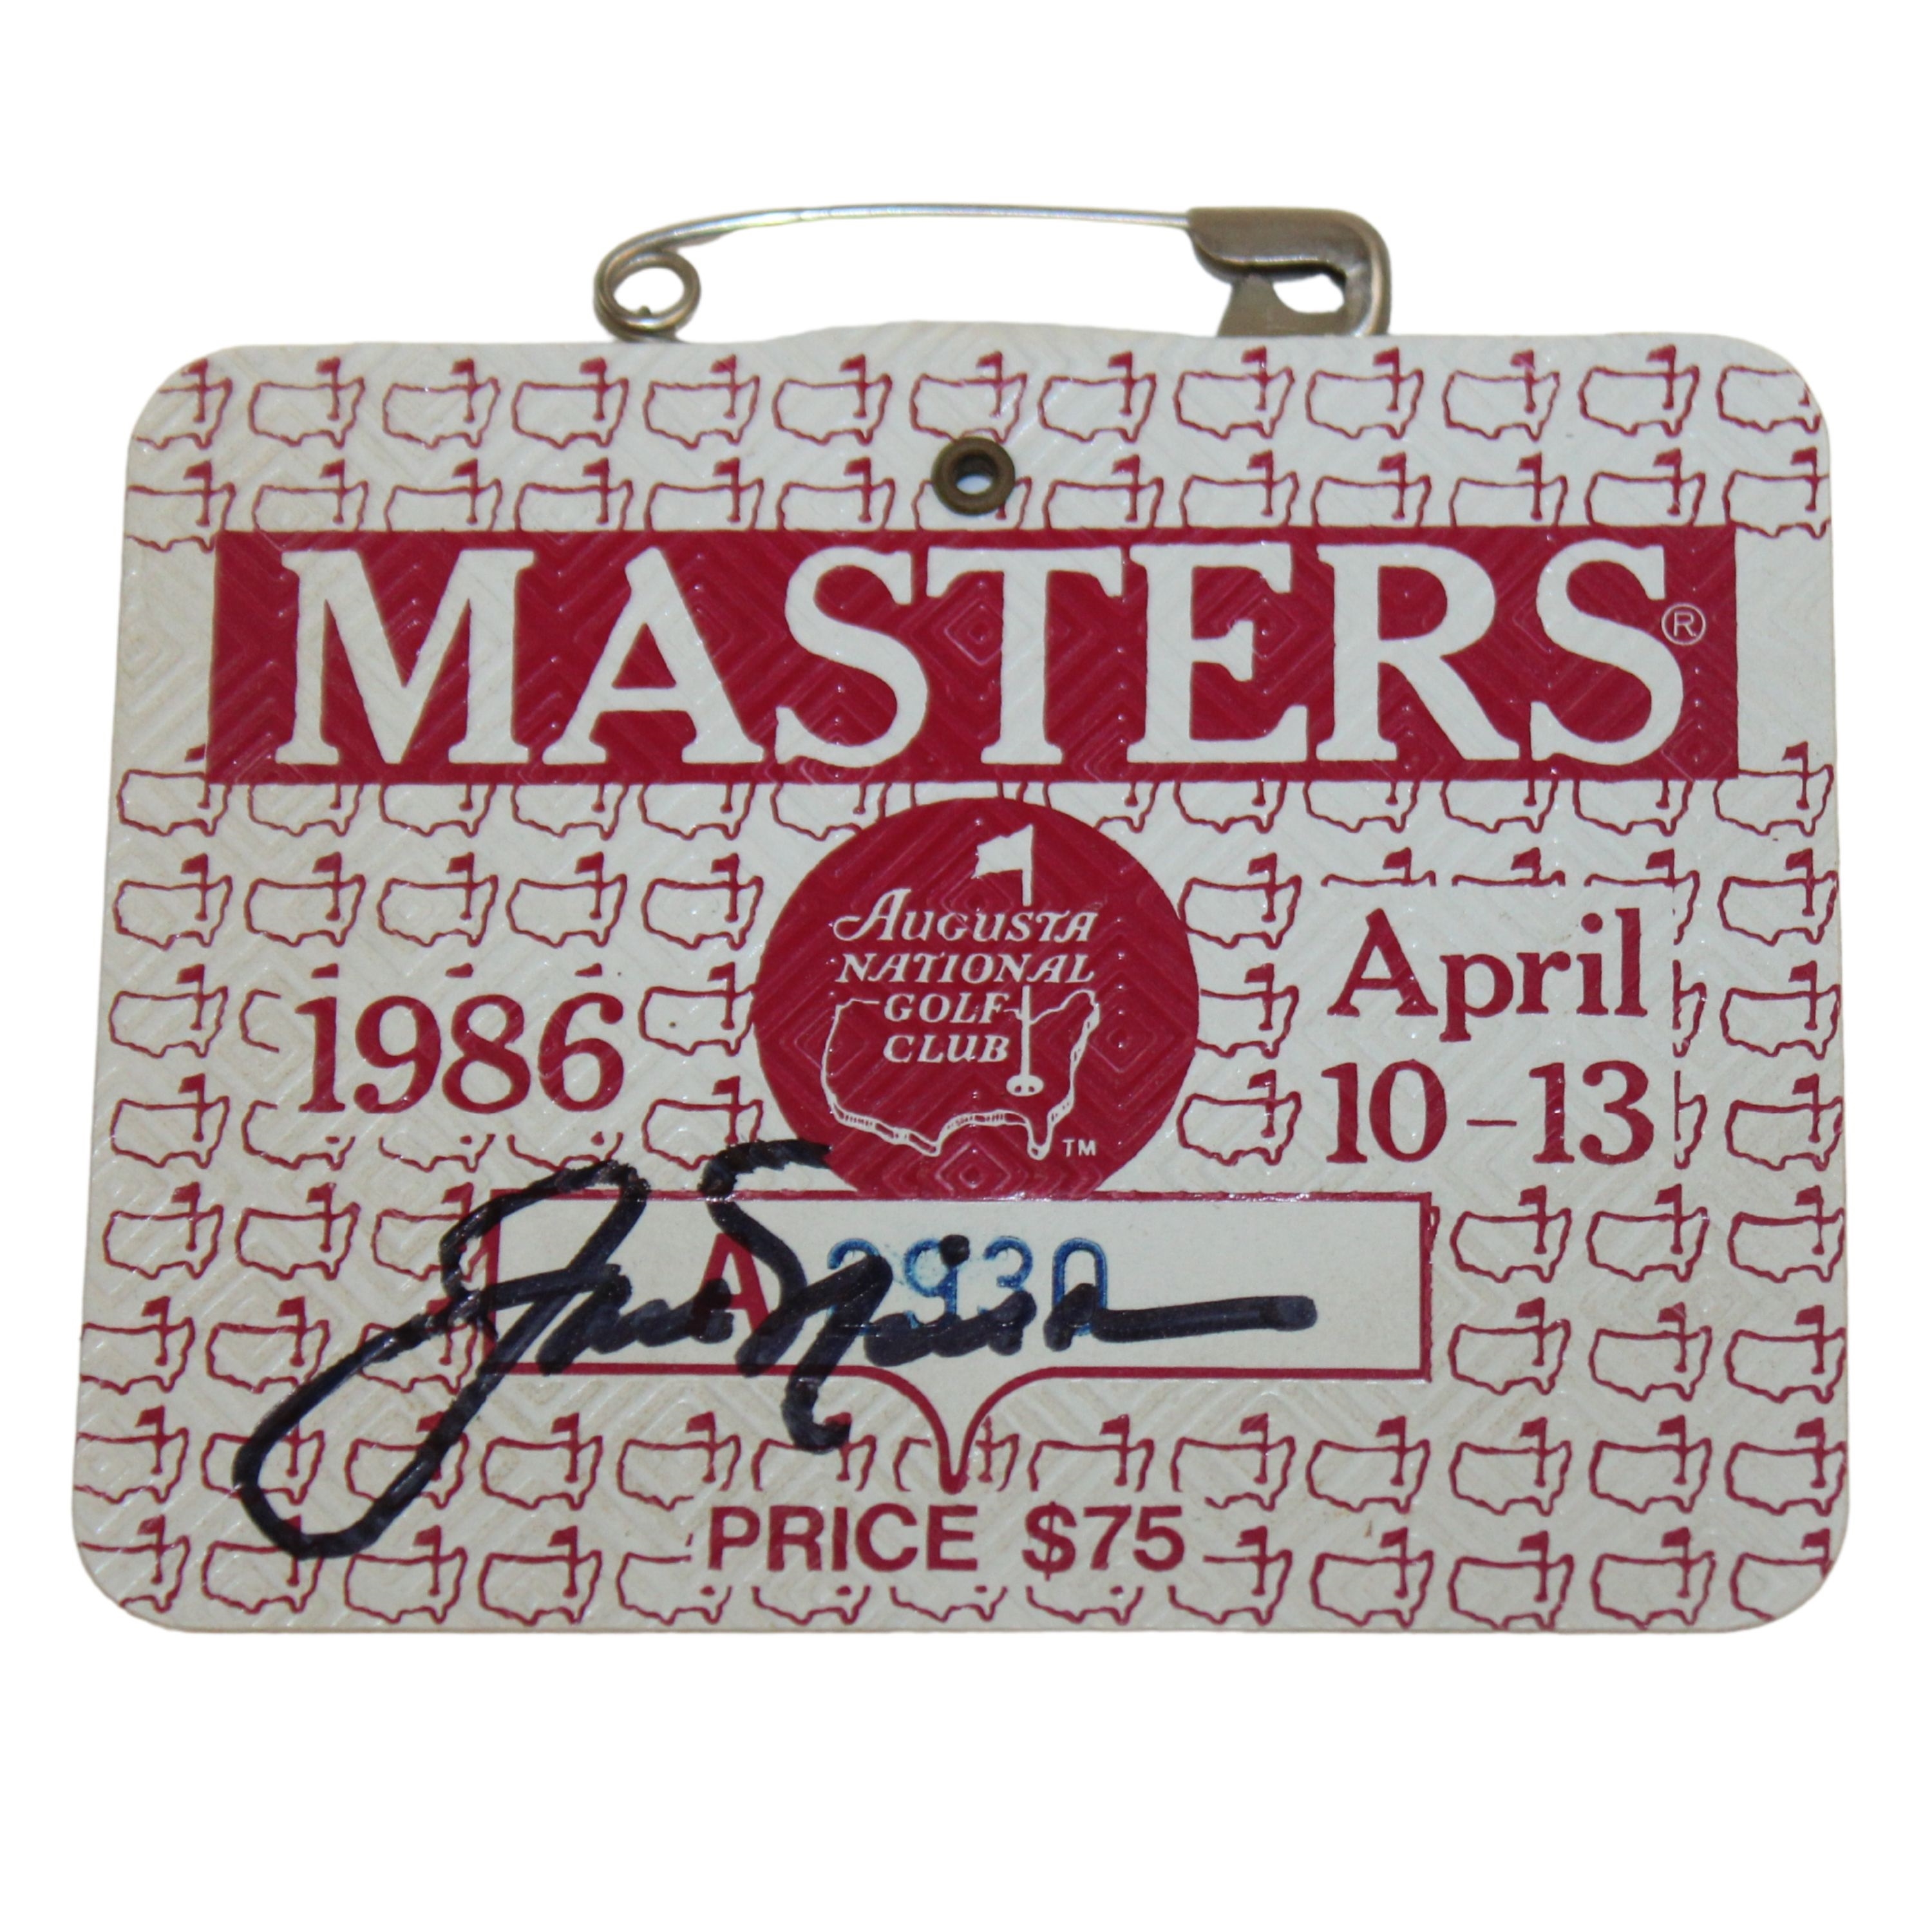 MASTERS®
AUGUSTA
NATIONAL
GOLF
CLUB
TM
1986
April
10-13
A 2930
PRICE $75